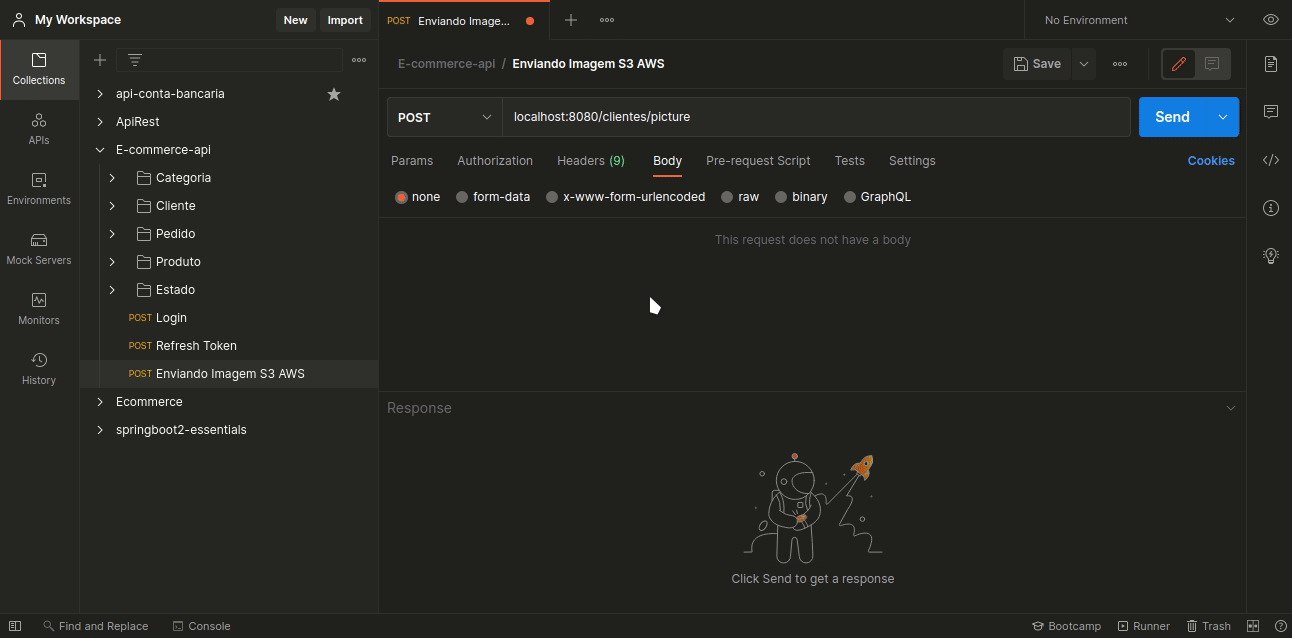 My Workspace
New
Import
POST Enviando Image...
No Environment
Collections
APIs
Environments
Mock Servers
Monitors
History
api-conta-bancaria
ApiRest
E-commerce-api
Categoria
Cliente
Pedido
Produto
Estado
POST Login
POST Refresh Token
POST Enviando Imagem S3 AWS
Ecommerce
springboot2-essentials
E-commerce-api / Enviando Imagem S3 AWS
Save
POST
localhost:8080/clientes/picture
Send
Params
Authorization
Headers (9)
Body
Pre-request Script
Tests
Settings
Cookies
none
form-data
x-www-form-urlencoded
raw
binary
GraphQL
This request does not have a body
Response
Click Send to get a response
Find and Replace
Console
Bootcamp
Runner
Trash